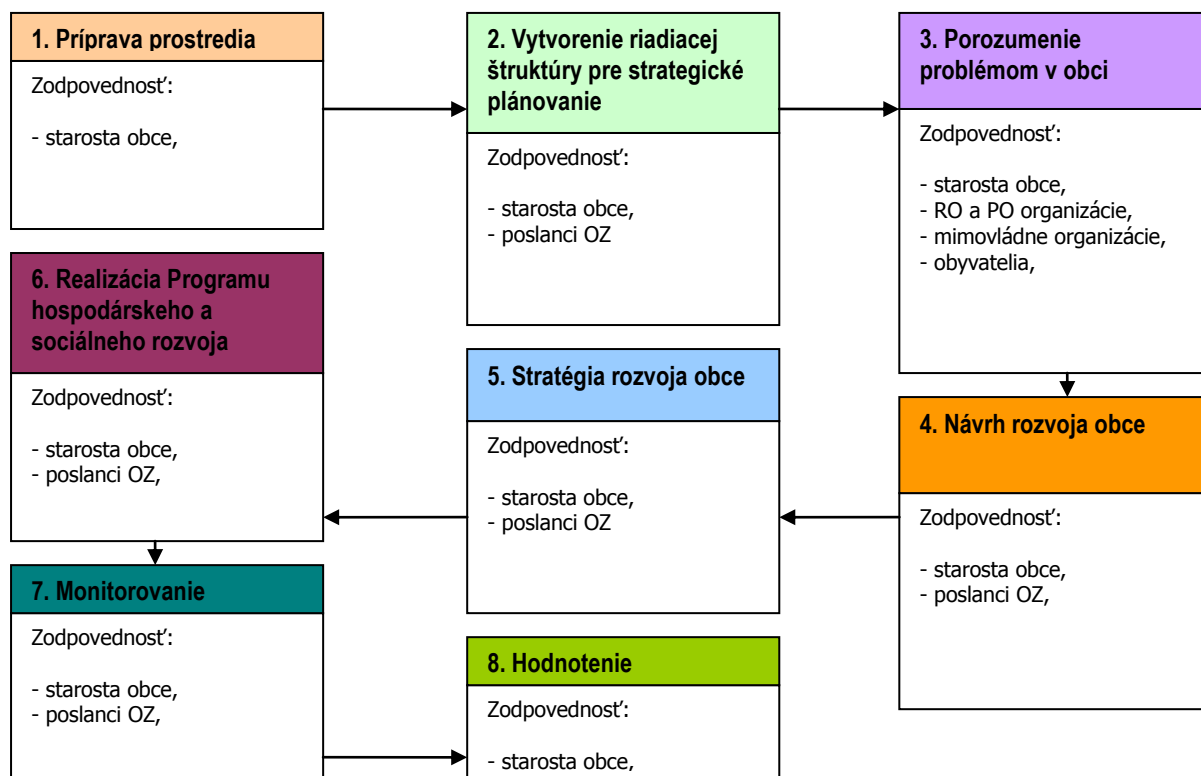 1. Príprava prostredia
Zodpovednosť:
- starosta obce,
2. Vytvorenie riadiacej
štruktúry pre strategické
plánovanie
Zodpovednosť:
- starosta obce,
- poslanci OZ
3. Porozumenie
problémom v obci
Zodpovednosť:
- starosta obce,
- RO a PO organizácie,
- mimovládne organizácie,
- obyvatelia,
4. Návrh rozvoja obce
Zodpovednosť:
- starosta obce,
- poslanci OZ,
5. Stratégia rozvoja obce
Zodpovednosť:
- starosta obce,
- poslanci OZ
6. Realizácia Programu
hospodárskeho a
sociálneho rozvoja
Zodpovednosť:
- starosta obce,
- poslanci OZ,
7. Monitorovanie
Zodpovednosť:
- starosta obce,
- poslanci OZ,
8. Hodnotenie
Zodpovednosť:
- starosta obce,